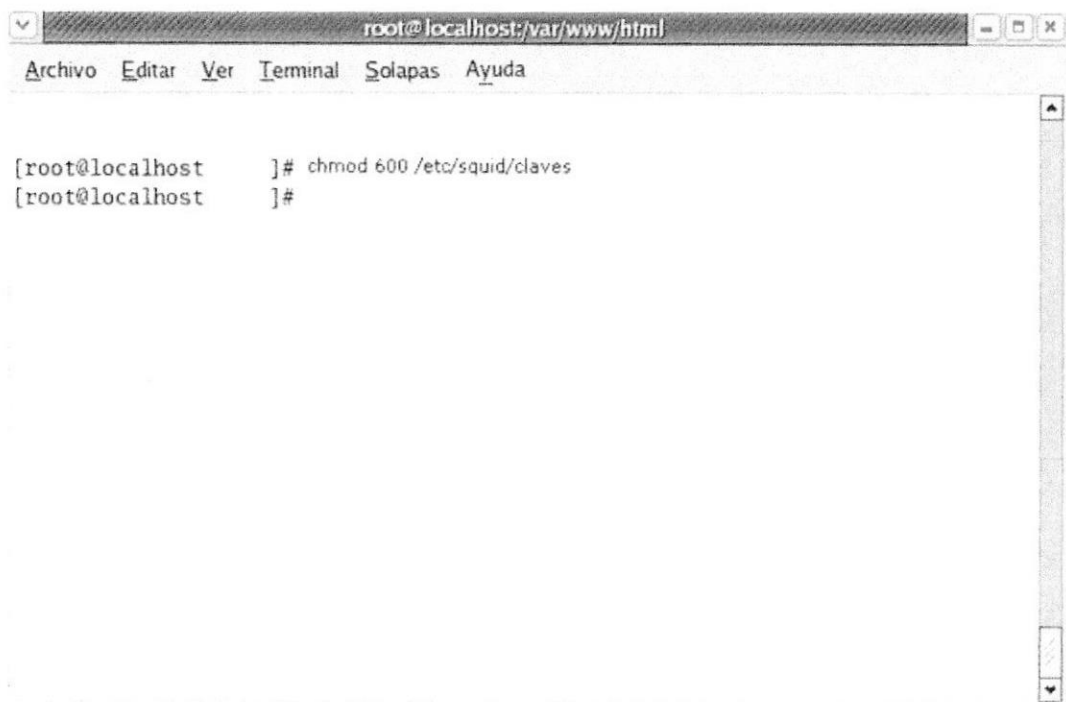 root@localhost:/var/www/html
Archivo Editar Ver Terminal Solapas Ayuda
[root@localhost ]# chmod 600 /etc/squid/claves
[root@localhost ]#